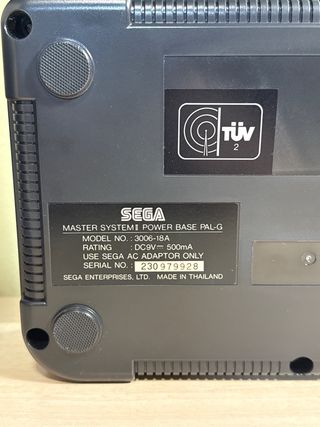 TÜV
2
SEGA
MASTER SYSTEM II POWER BASE PAL-G
MODEL NO. : 3006-18A
RATING : DC9V⎓ 500mA
USE SEGA AC ADAPTOR ONLY
SERIAL NO. : 230979928
SEGA ENTERPRISES, LTD. MADE IN THAILAND